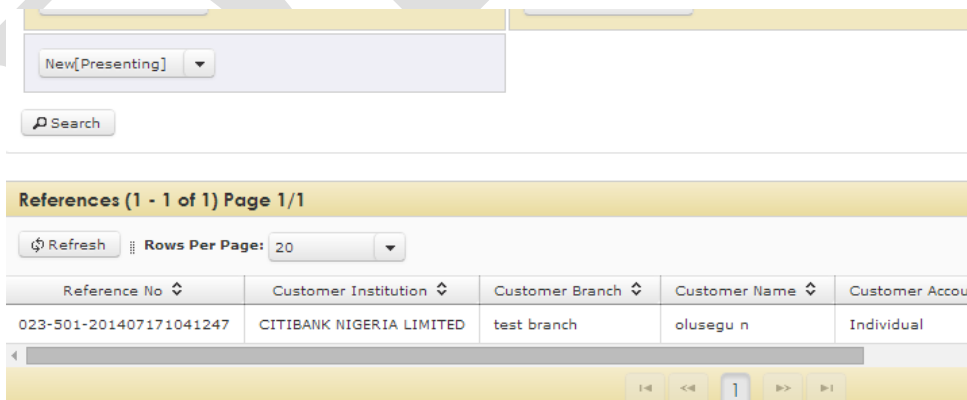 New[Presenting]
Search
References (1 - 1 of 1) Page 1/1
Refresh Rows Per Page: 20
Reference No Customer Institution Customer Branch Customer Name Customer Accou
023-501-201407171041247 CITIBANK NIGERIA LIMITED test branch olusegu n Individual
1